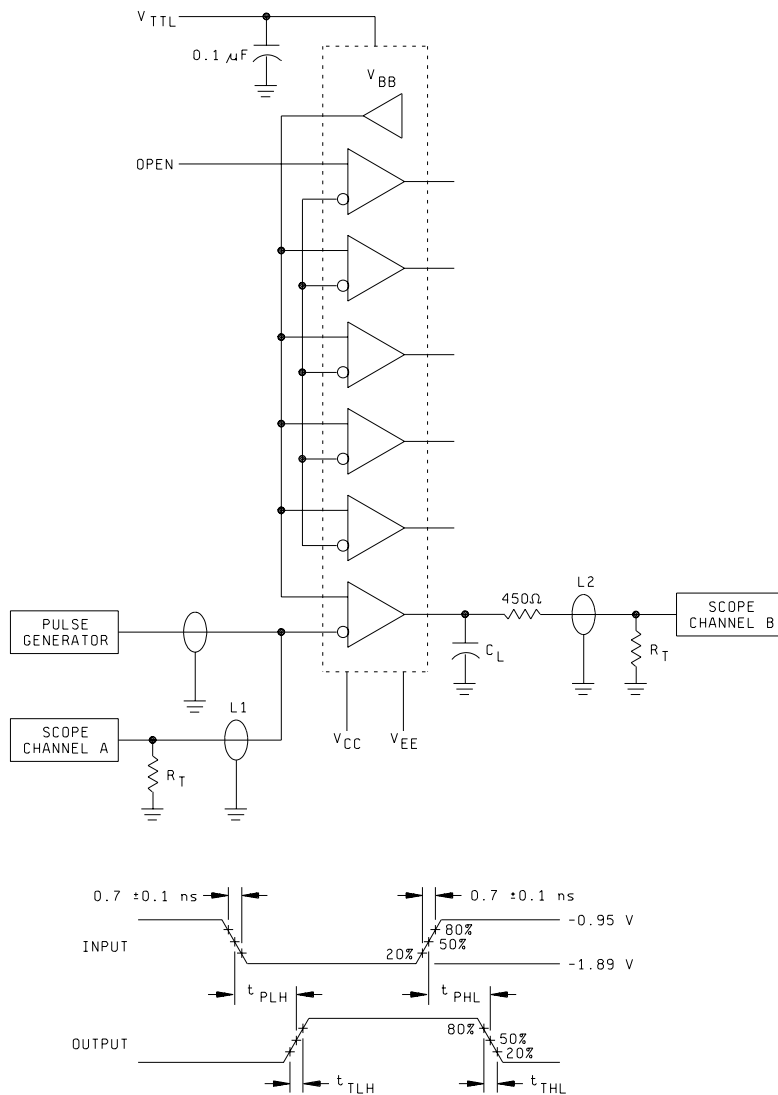 V TTL
0.1 µF
V BB
OPEN
450Ω
L2
SCOPE
CHANNEL B
PULSE
GENERATOR
C L
R T
L1
SCOPE
CHANNEL A
V CC
V EE
R T
0.7 ±0.1 ns
0.7 ±0.1 ns
-0.95 V
80%
INPUT
50%
20%
-1.89 V
t PLH
t PHL
80%
OUTPUT
50%
20%
t TLH
t THL